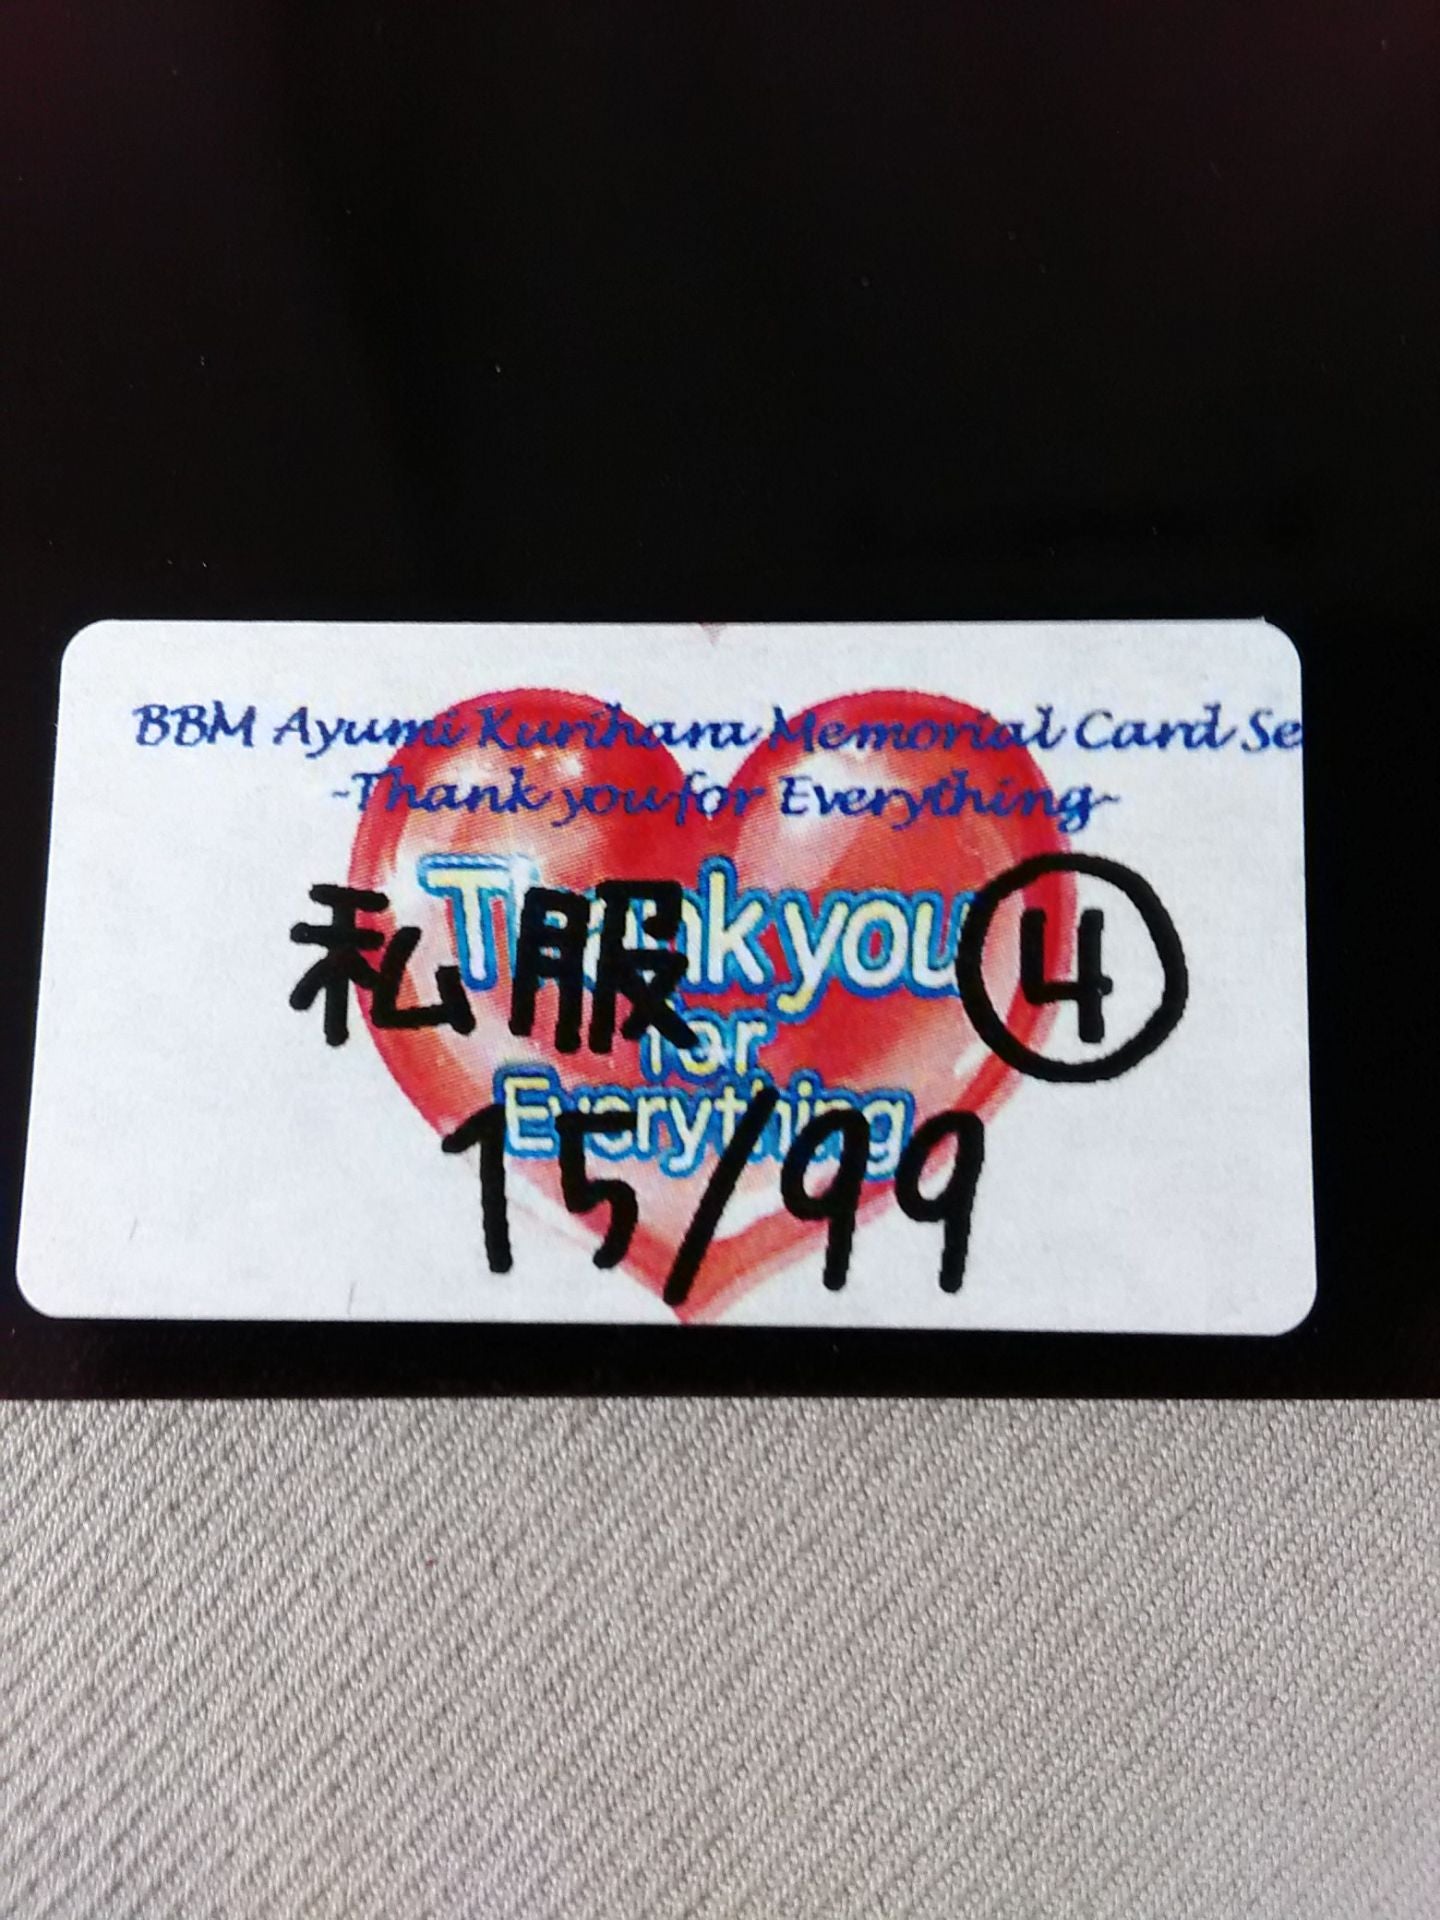 BBM Ayumi Kurihara Memorial Card Se
~Thank you for Everything~
Thank you
for
Everything
私服 ④
15/99